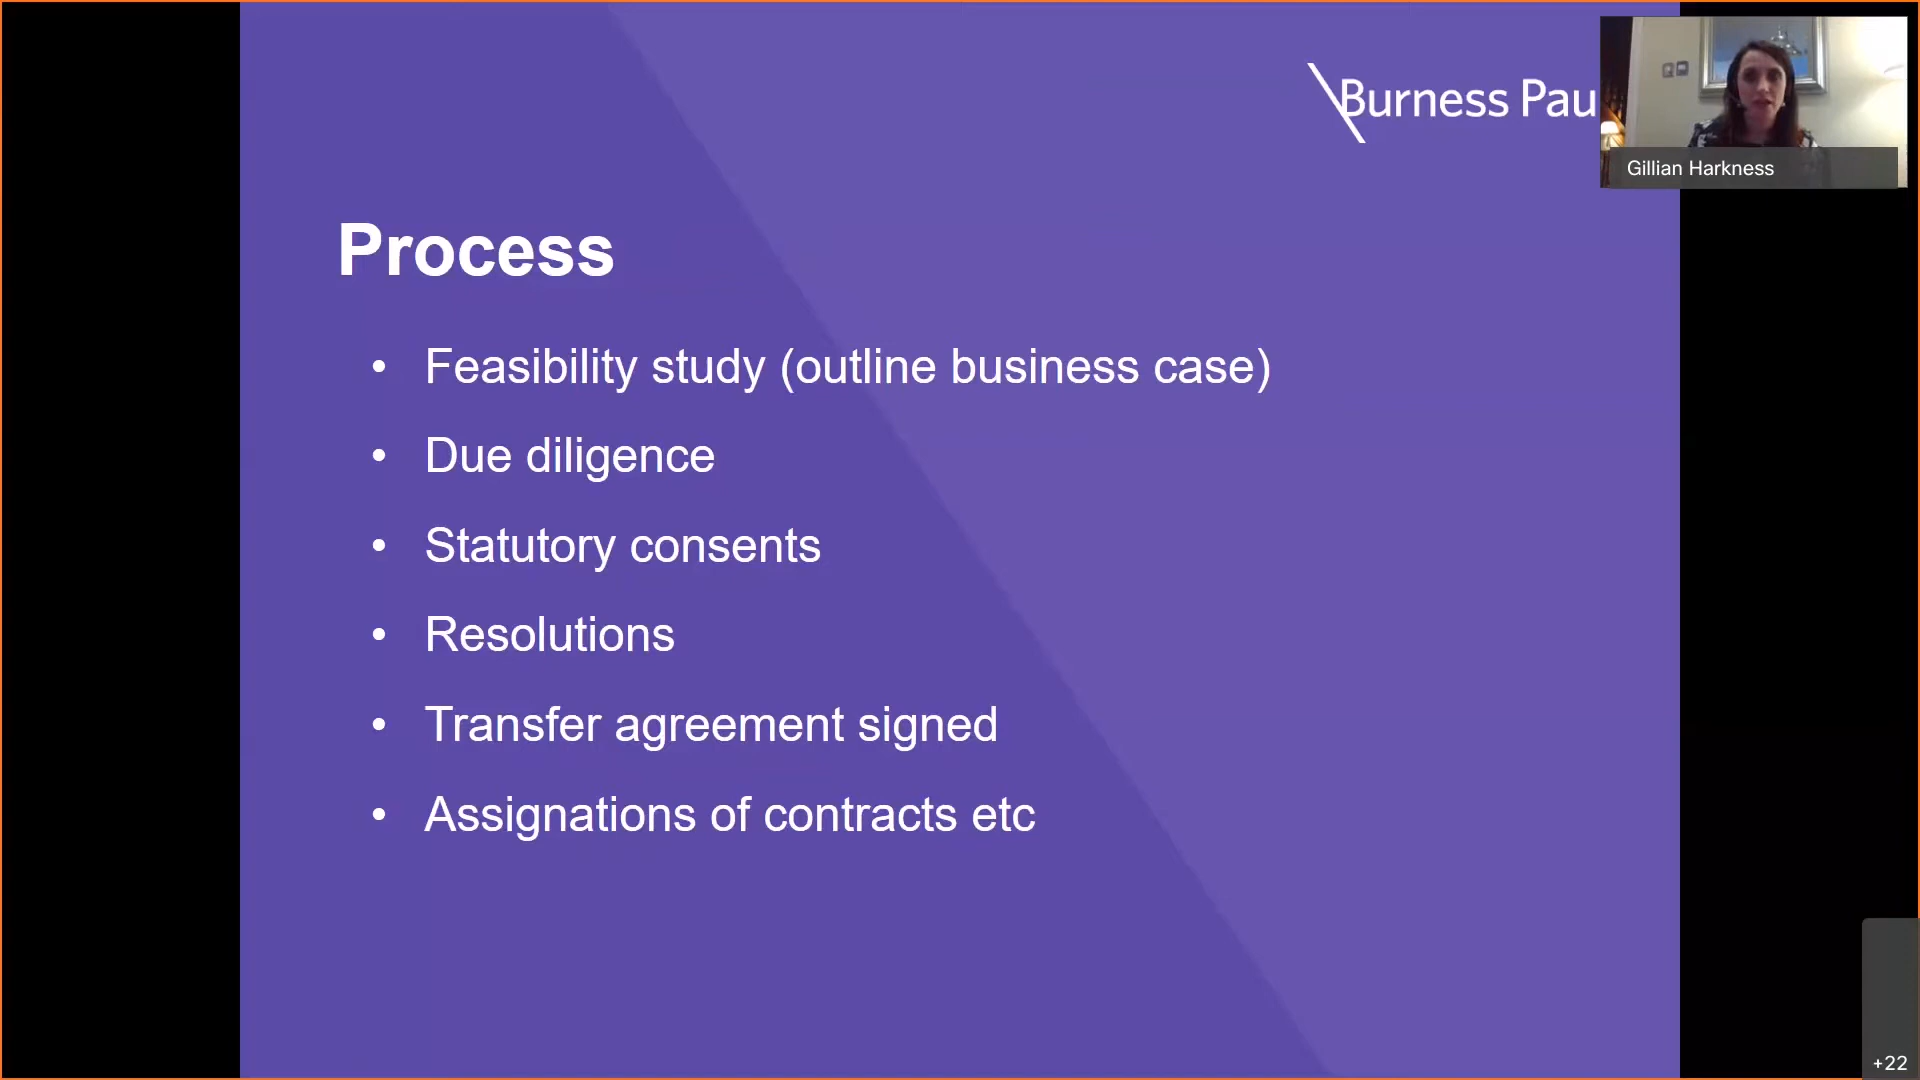 Burness Pau
Gillian Harkness
Process
• Feasibility study (outline business case)
• Due diligence
• Statutory consents
• Resolutions
• Transfer agreement signed
• Assignations of contracts etc
+22